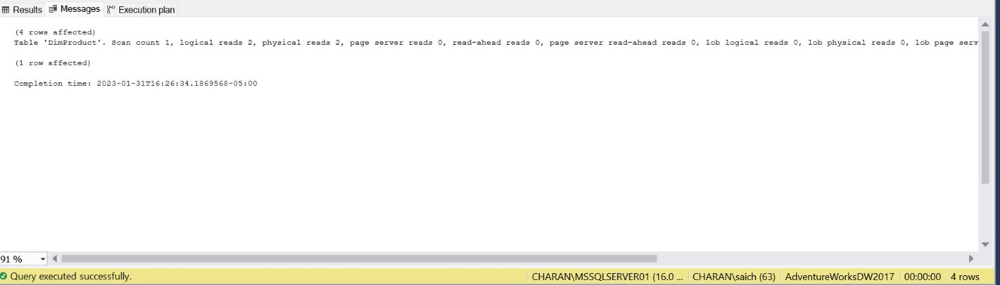 Results Messages Execution plan
(4 rows affected)
Table 'DimProduct'. Scan count 1, logical reads 2, physical reads 2, page server reads 0, read-ahead reads 0, page server read-ahead reads 0, lob logical reads 0, lob physical reads 0, lob page serv
(1 row affected)
Completion time: 2023-01-31T16:26:34.1869568-05:00
91 %
Query executed successfully. CHARAN\MSSQLSERVER01 (16.0 ... CHARAN\saich (63) AdventureWorksDW2017 00:00:00 4 rows